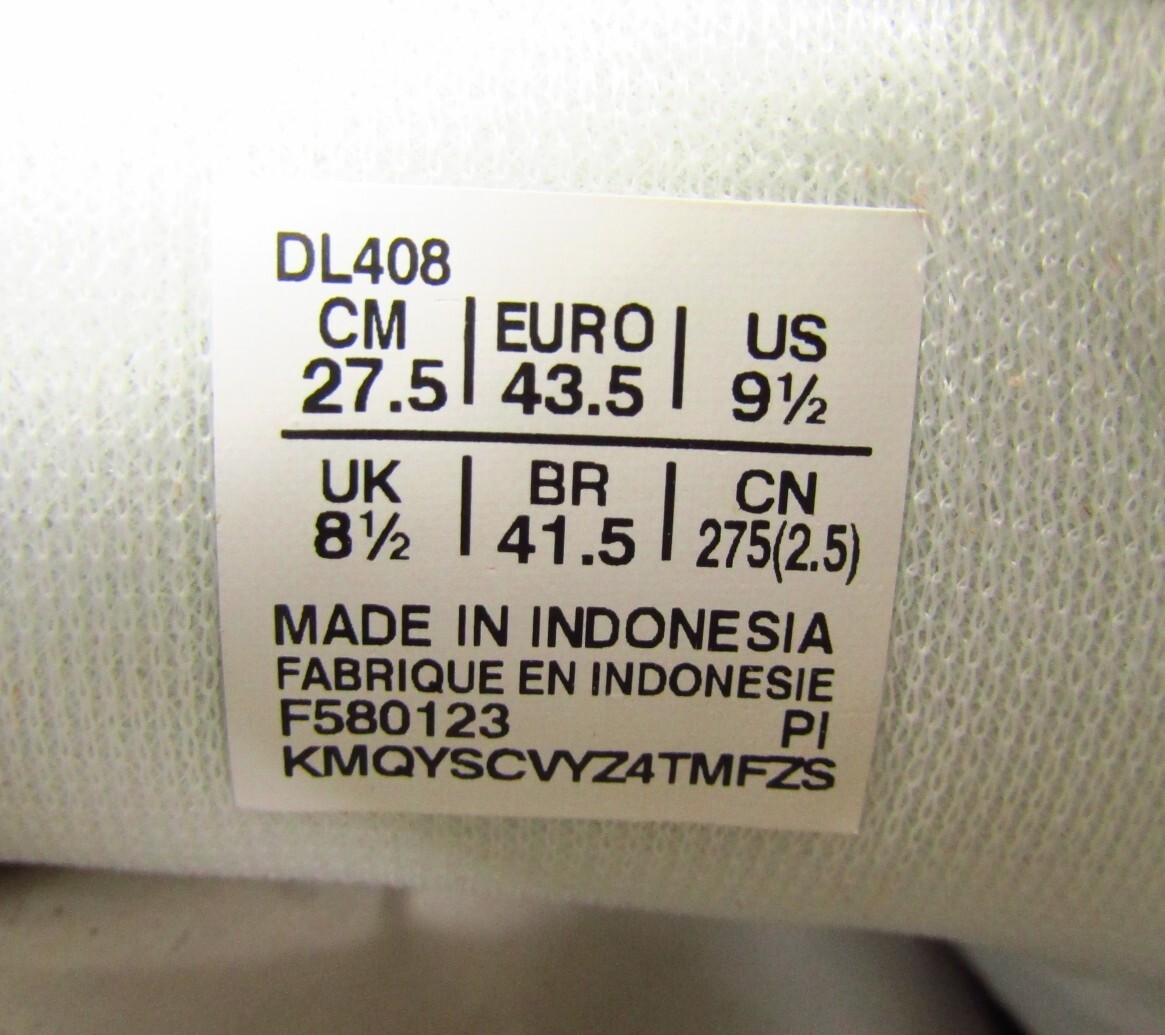 DL408
CM | EURO | US
27.5 | 43.5 | 9½
UK | BR | CN
8½ | 41.5 | 275(2.5)
MADE IN INDONESIA
FABRIQUE EN INDONESIE
F580123 PI
KMQYSCVYZ4TMFZS